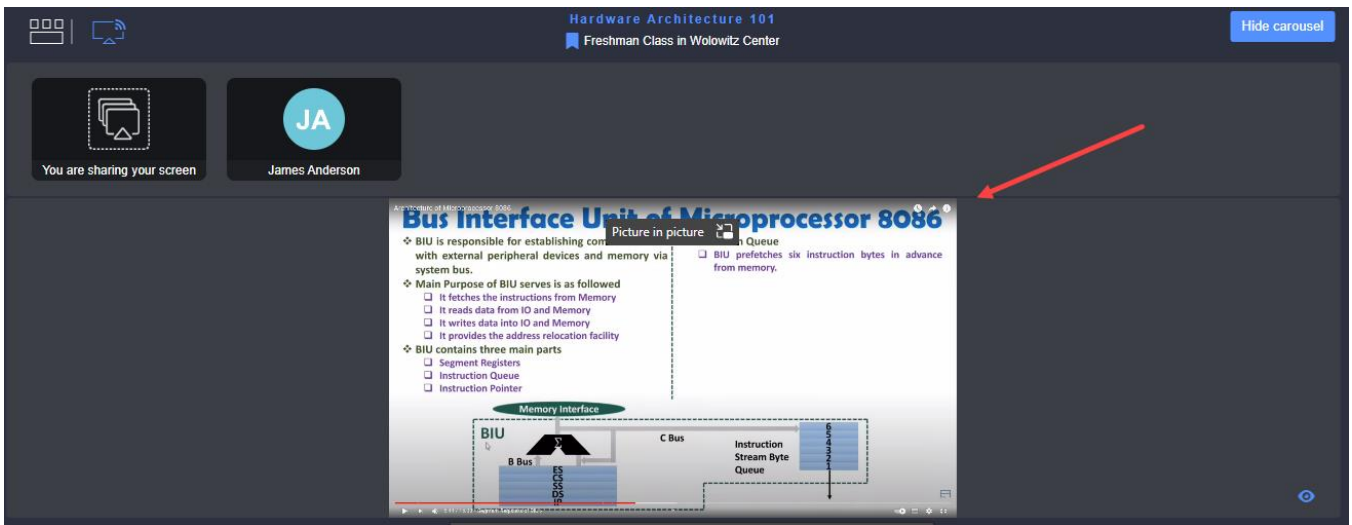 Hardware Architecture 101
Freshman Class in Wolowitz Center
Hide carousel
You are sharing your screen
JA
James Anderson
Architecture of Microprocessor 8086
Bus Interface Unit of Microprocessor 8086
Picture in picture
❖ BIU is responsible for establishing com
with external peripheral devices and memory via
system bus.
❖ Main Purpose of BIU serves is as followed
❑ It fetches the instructions from Memory
❑ It reads data from IO and Memory
❑ It writes data into IO and Memory
❑ It provides the address relocation facility
❖ BIU contains three main parts
❑ Segment Registers
❑ Instruction Queue
❑ Instruction Pointer
n Queue
❑ BIU prefetches six instruction bytes in advance
from memory.
Memory Interface
BIU
Σ
B Bus
C Bus
ES
CS
SS
DS
IP
Instruction
Stream Byte
Queue
6
5
4
3
2
1